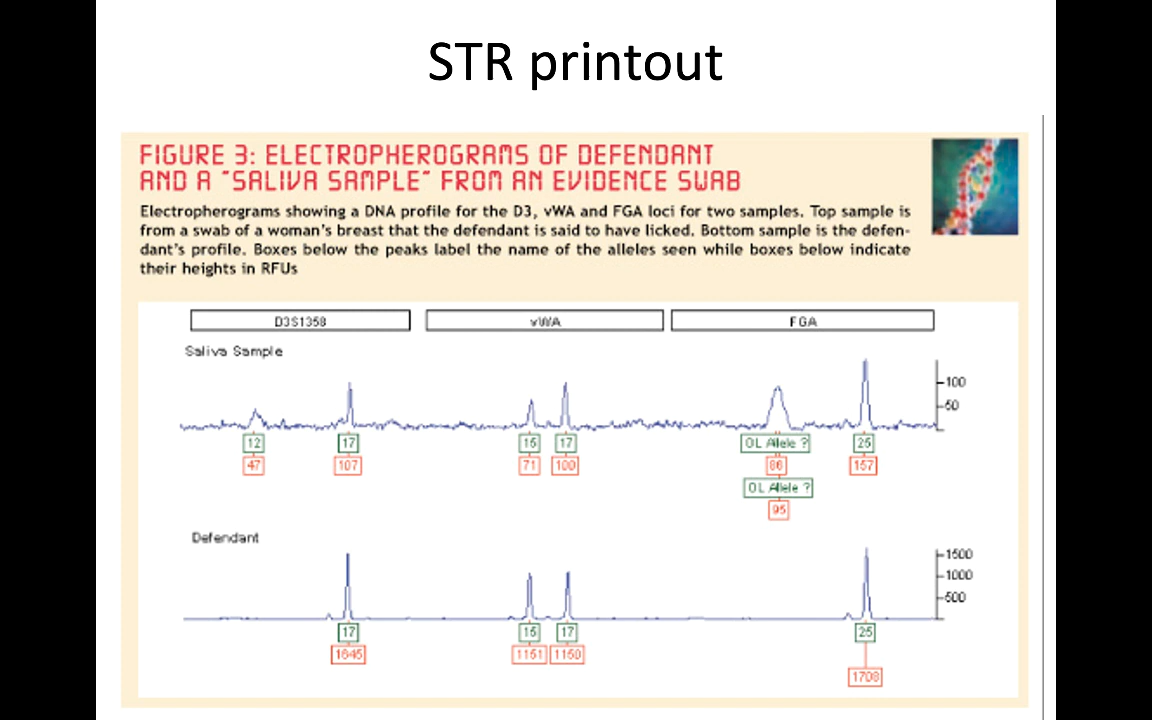 STR printout
FIGURE 3: ELECTROPHEROGRAMS OF DEFENDANT
AND A "SALIVA SAMPLE" FROM AN EVIDENCE SWAB
Electropherograms showing a DNA profile for the D3, vWA and FGA loci for two samples. Top sample is
from a swab of a woman's breast that the defendant is said to have licked. Bottom sample is the defen-
dant's profile. Boxes below the peaks label the name of the alleles seen while boxes below indicate
their heights in RFUs
D3S1358 vWA FGA
Saliva Sample
100
50
12 17 15 17 OL Allele ? 25
47 107 71 100 86 157
OL Allele ?
95
Defendant
1500
1000
500
17 15 17 25
1645 1151 1150
1708